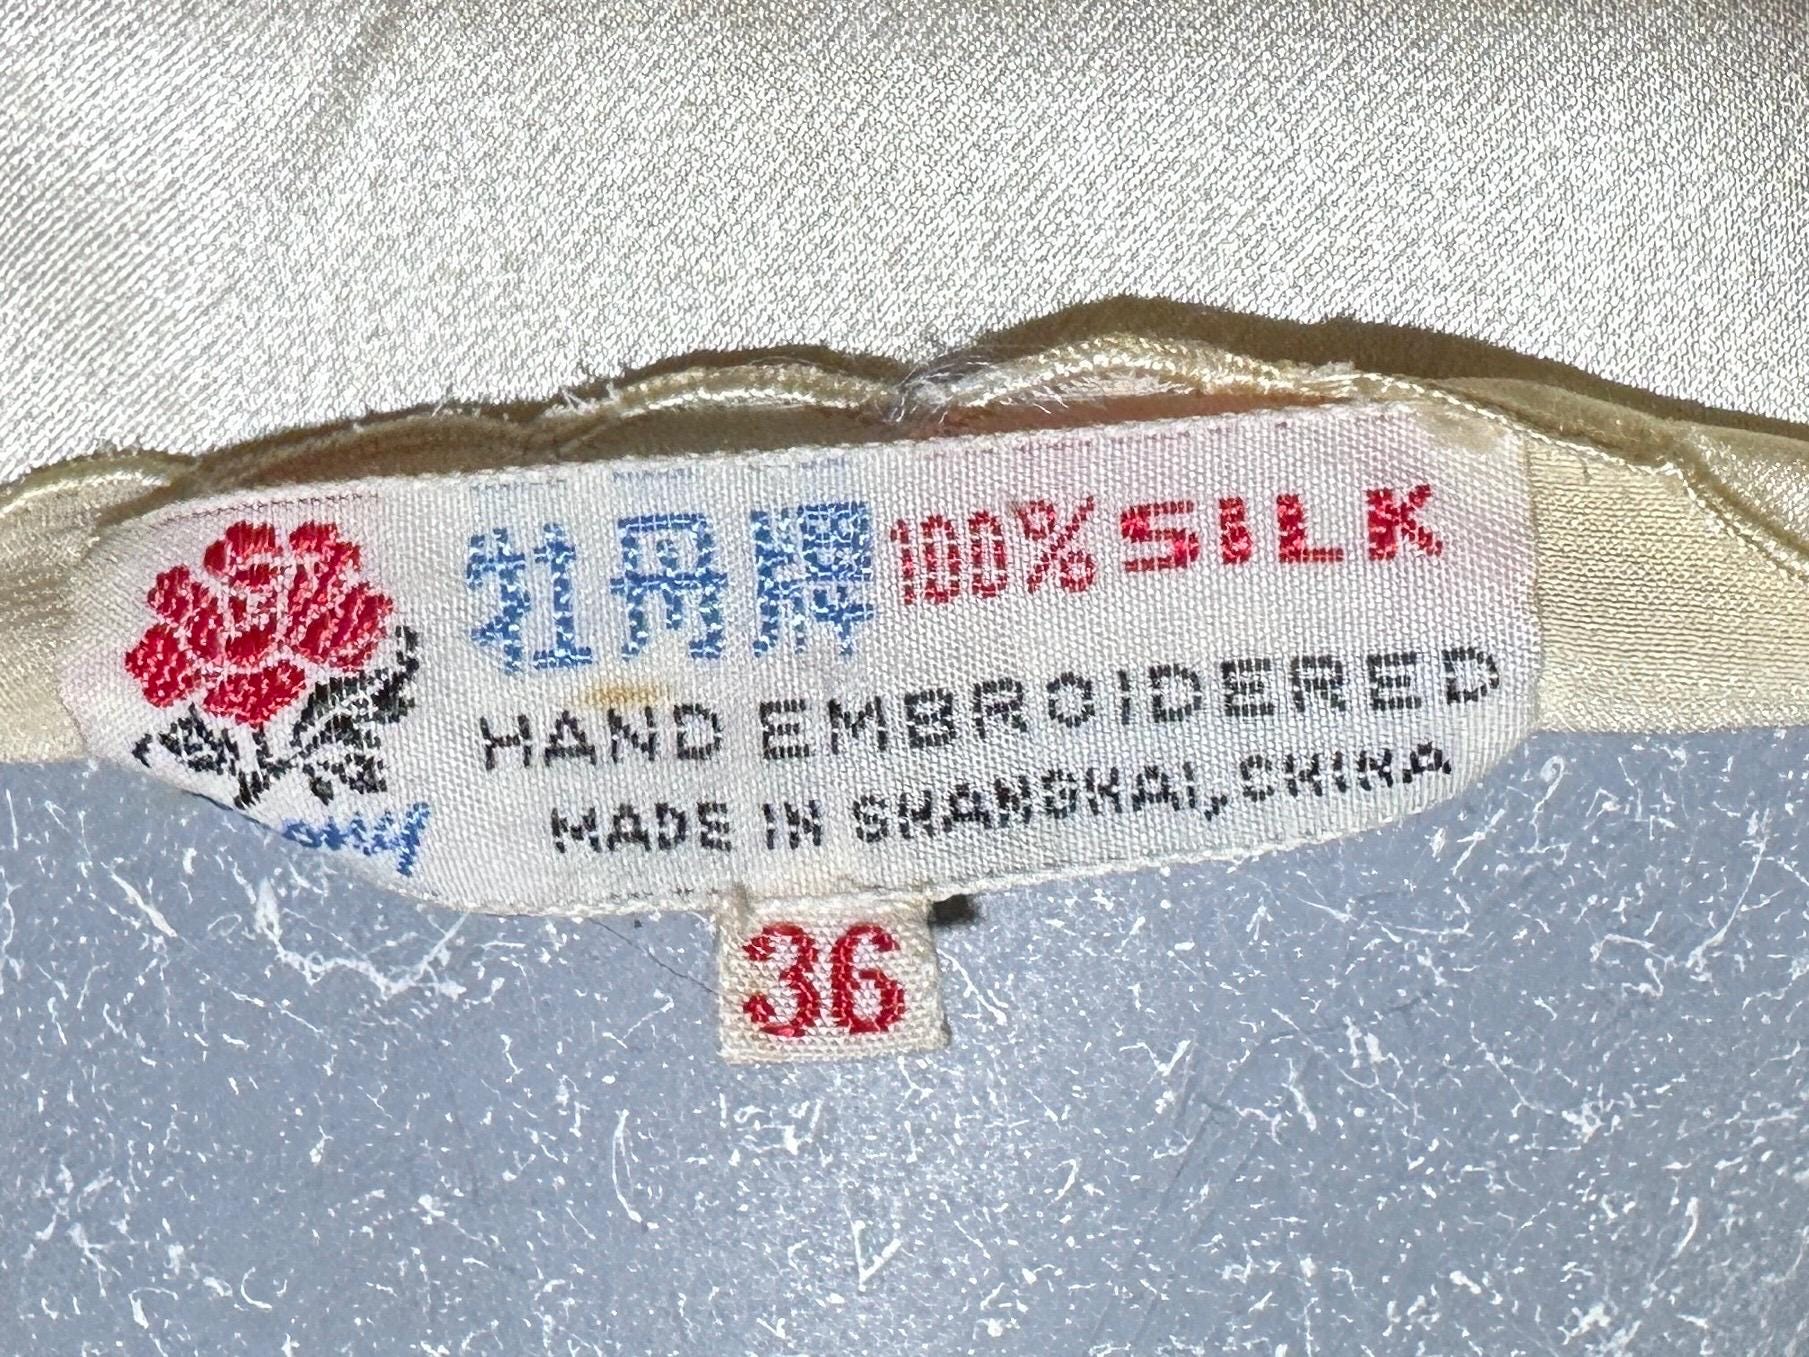 牡丹牌 100% SILK
HAND EMBROIDERED
MADE IN SHANGHAI, CHINA
36